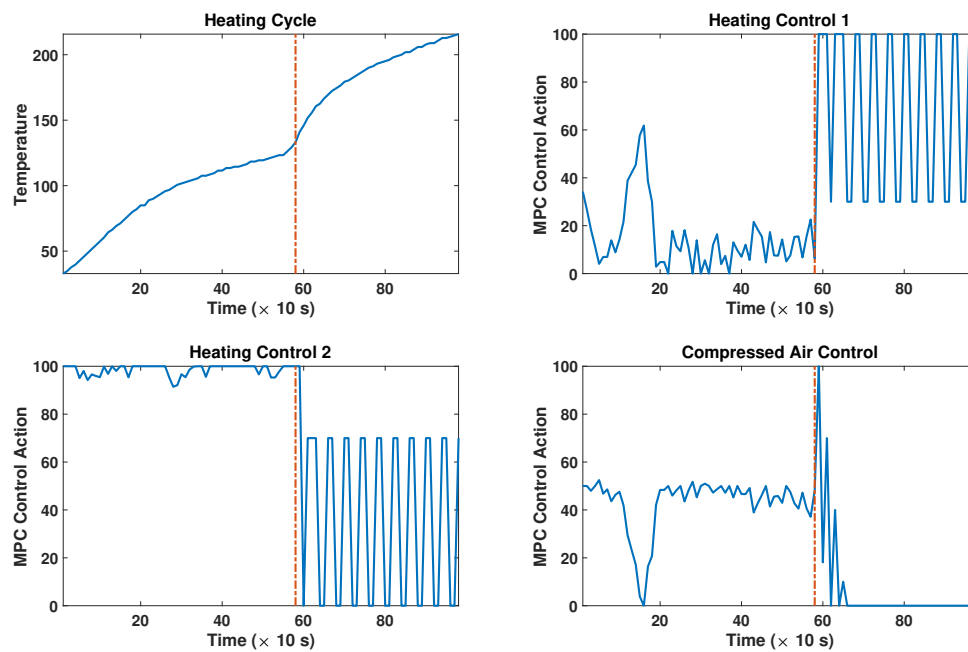 Heating Cycle
200
150
100
50
Temperature
20 40 60 80
Time (× 10 s)
Heating Control 1
100
80
60
40
20
0
MPC Control Action
20 40 60 80
Time (× 10 s)
Heating Control 2
100
80
60
40
20
0
MPC Control Action
20 40 60 80
Time (× 10 s)
Compressed Air Control
100
80
60
40
20
0
MPC Control Action
20 40 60 80
Time (× 10 s)